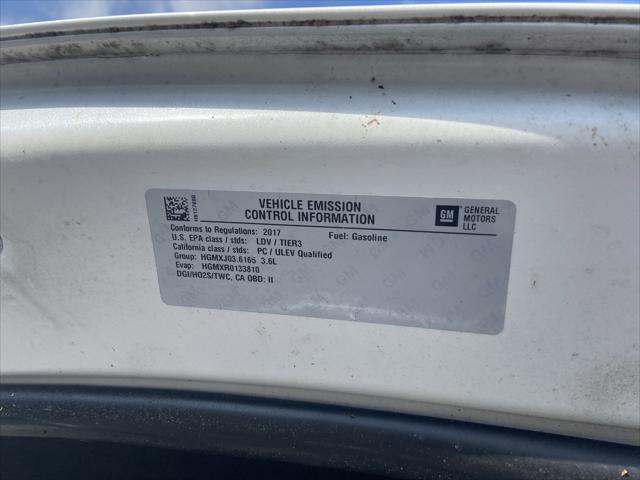 VEHICLE EMISSION
CONTROL INFORMATION
GM
GENERAL
MOTORS
LLC
Conforms to Regulations: 2017 Fuel: Gasoline
U.S. EPA class / stds: LDV / TIER3
California class / stds: PC / ULEV Qualified
Group: HGMXJ03.6165 3.6L
Evap: HGMXR0133810
DGI/HO2S/TWC, CA OBD: II